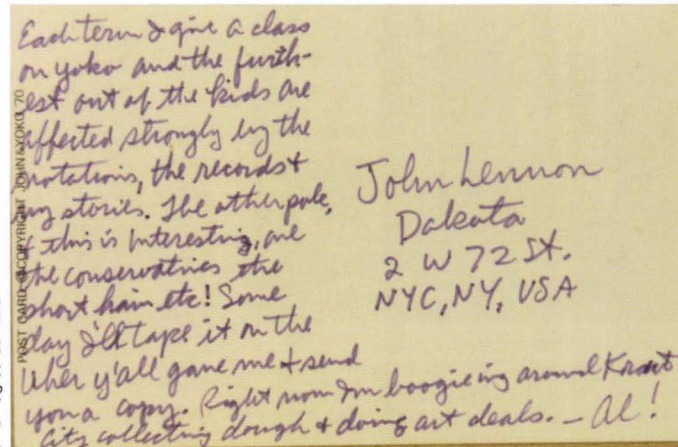 Each term I give a class
on Yoko and the furth-
est out of the kids are
affected strongly by the
notations, the records +
my stories. The other pole,
+ this is interesting, are
the conservatives the
short hair etc! Some
day I'll tape it on the
Uher y'all gave me + send
you a copy. Right now I'm boogieing around Kraut
City collecting dough + doing art deals. — Al!
John Lennon
Dakota
2 W 72 St.
NYC, NY, USA
POST CARD © COPYRIGHT JOHN & YOKO '70